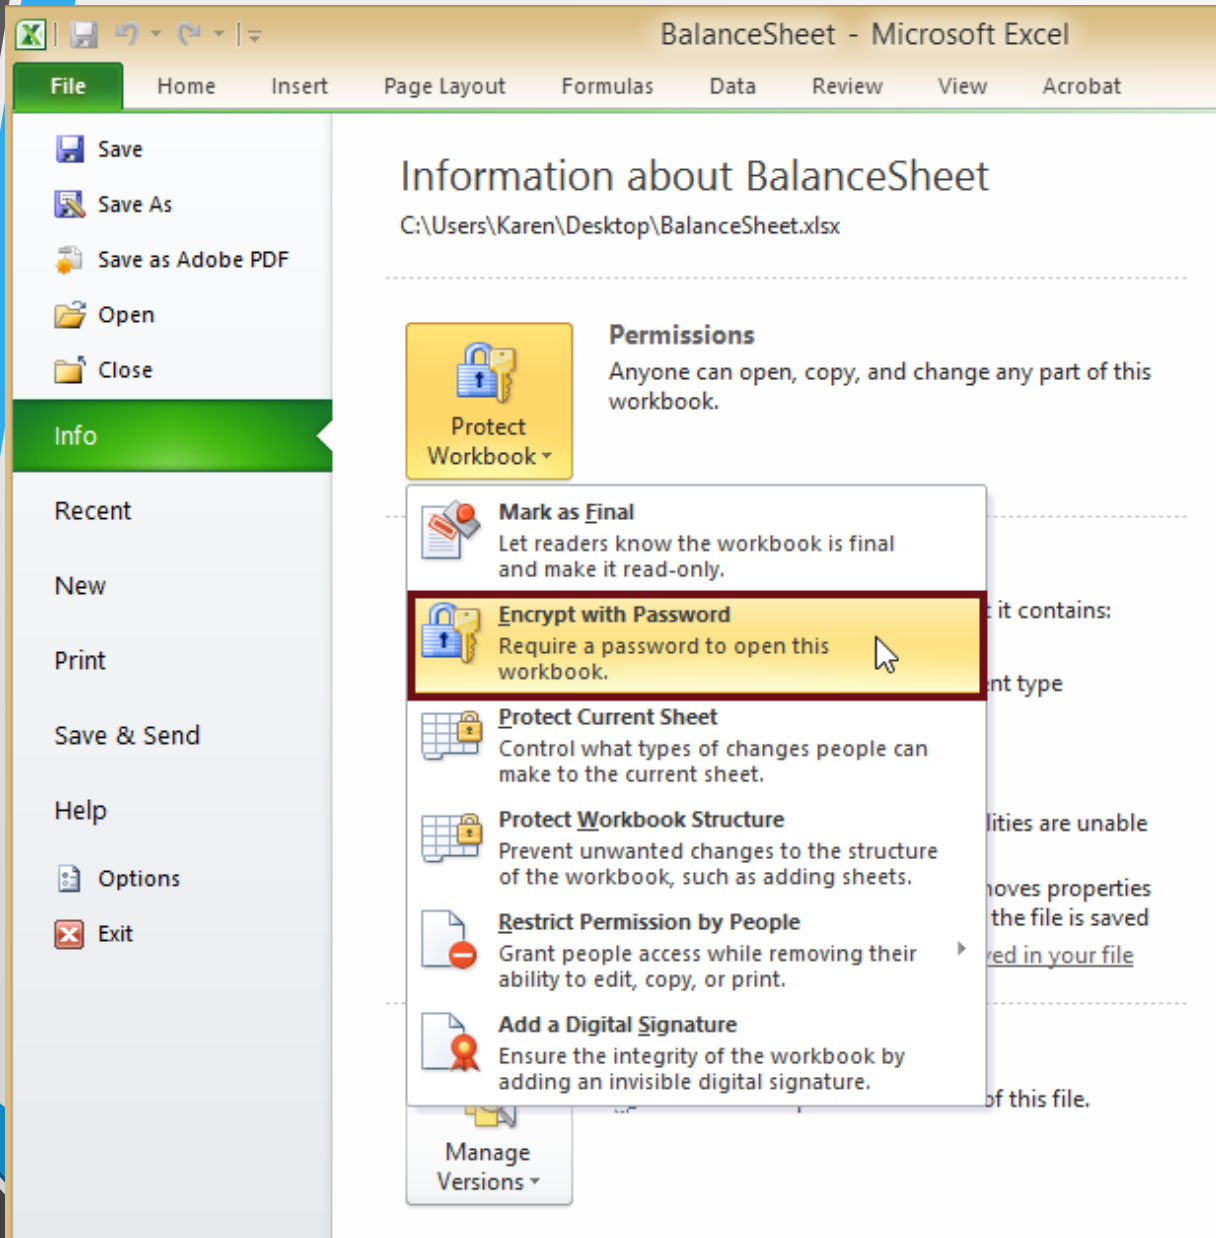 BalanceSheet - Microsoft Excel
File Home Insert Page Layout Formulas Data Review View Acrobat
Save
Save As
Save as Adobe PDF
Open
Close
Info
Recent
New
Print
Save & Send
Help
Options
Exit
Information about BalanceSheet
C:\Users\Karen\Desktop\BalanceSheet.xlsx
Protect
Workbook
Permissions
Anyone can open, copy, and change any part of this
workbook.
Mark as Final
Let readers know the workbook is final
and make it read-only.
Encrypt with Password
Require a password to open this
workbook.
Protect Current Sheet
Control what types of changes people can
make to the current sheet.
Protect Workbook Structure
Prevent unwanted changes to the structure
of the workbook, such as adding sheets.
Restrict Permission by People
Grant people access while removing their
ability to edit, copy, or print.
Add a Digital Signature
Ensure the integrity of the workbook by
adding an invisible digital signature.
it contains:
type
are unable
properties
the file is saved
in your file
of this file.
Manage
Versions